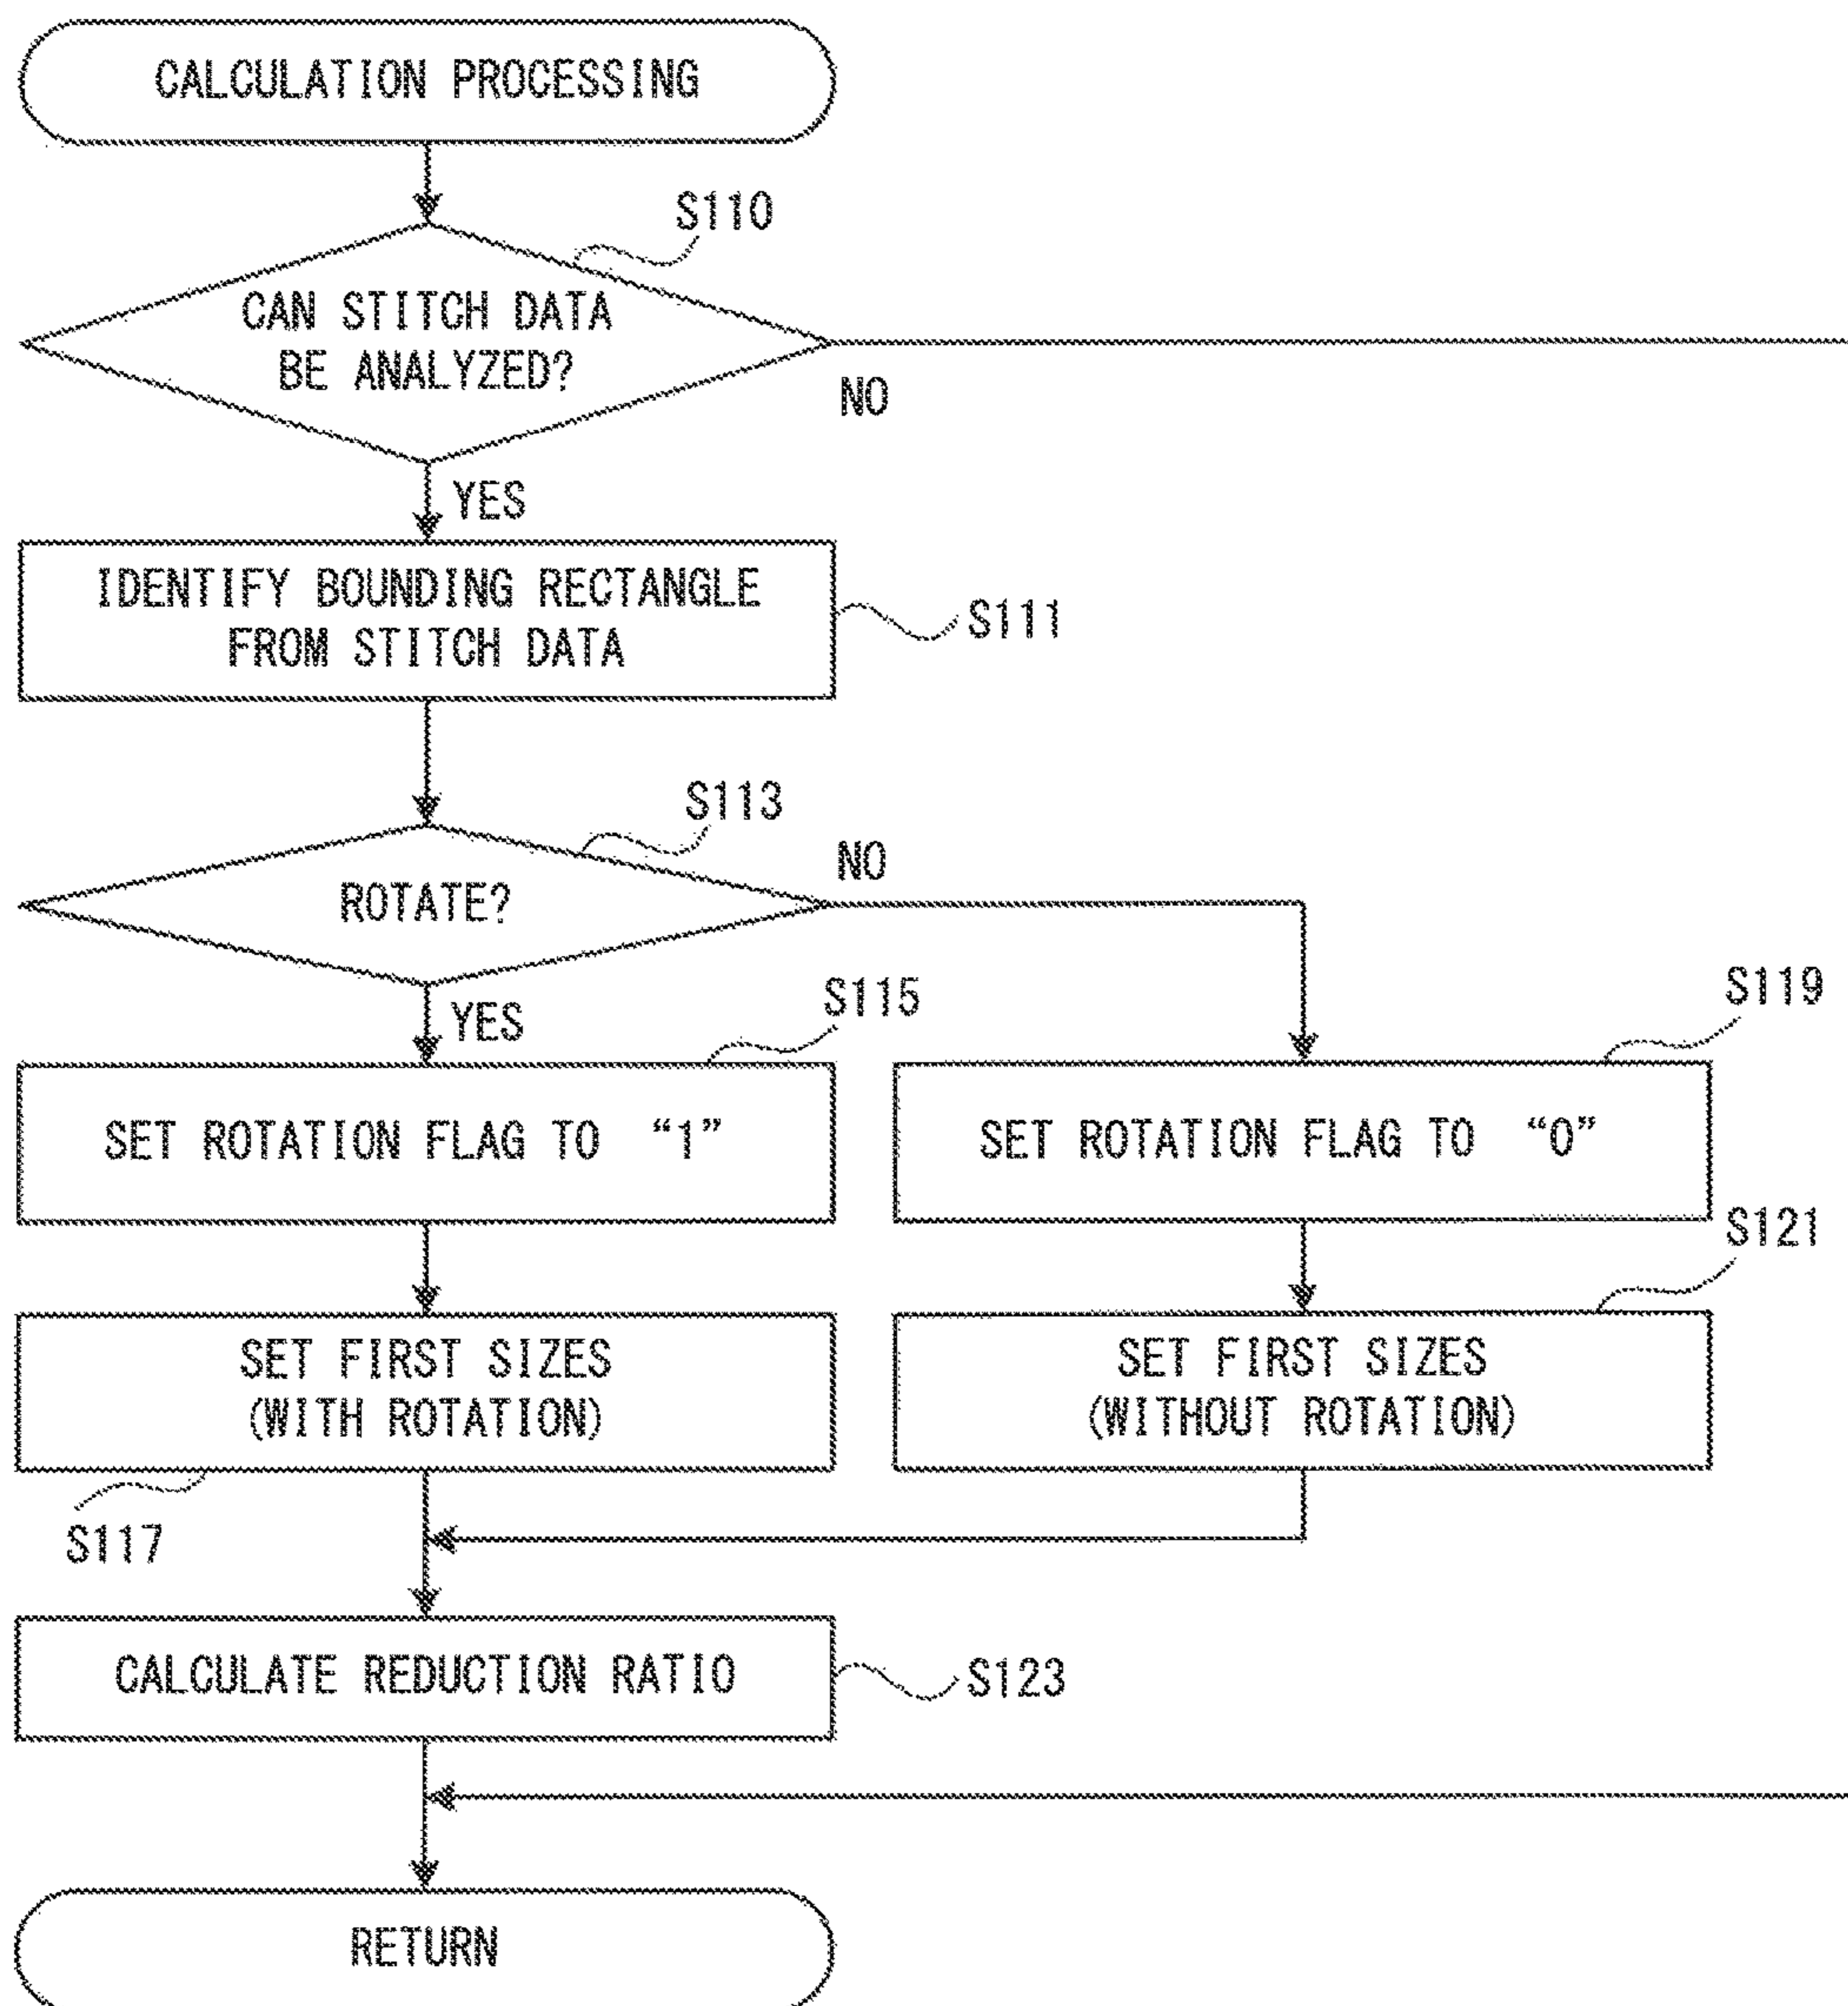 CALCULATION PROCESSING
S110
CAN STITCH DATA
BE ANALYZED?
NO
YES
IDENTIFY BOUNDING RECTANGLE
FROM STITCH DATA
S111
S113
NO
ROTATE?
YES
S115
S119
SET ROTATION FLAG TO “1”
SET ROTATION FLAG TO “0”
S121
SET FIRST SIZES
(WITH ROTATION)
SET FIRST SIZES
(WITHOUT ROTATION)
S117
CALCULATE REDUCTION RATIO
S123
RETURN